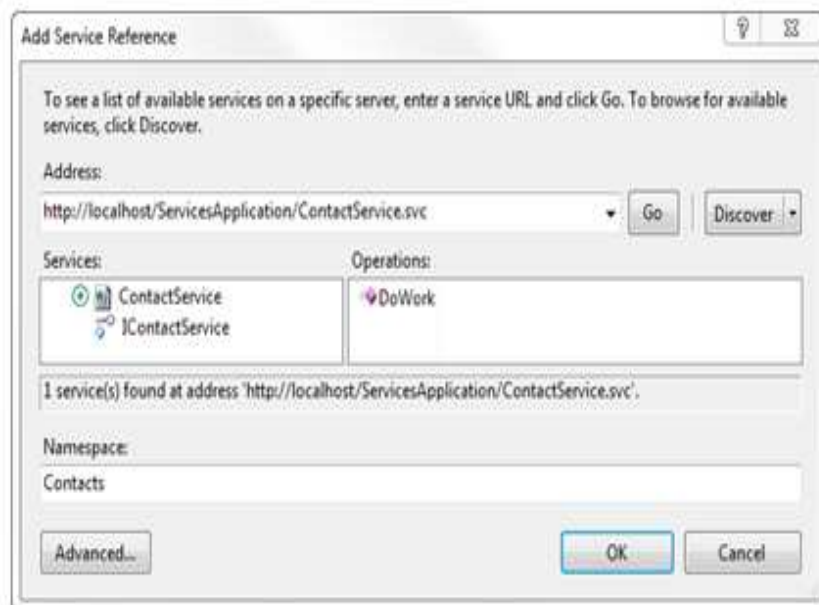 Add Service Reference
To see a list of available services on a specific server, enter a service URL and click Go. To browse for available
services, click Discover.
Address:
http://localhost/ServicesApplication/ContactService.svc
Go
Discover
Services:
Operations:
ContactService
IContactService
DoWork
1 service(s) found at address 'http://localhost/ServicesApplication/ContactService.svc'.
Namespace:
Contacts
Advanced...
OK
Cancel